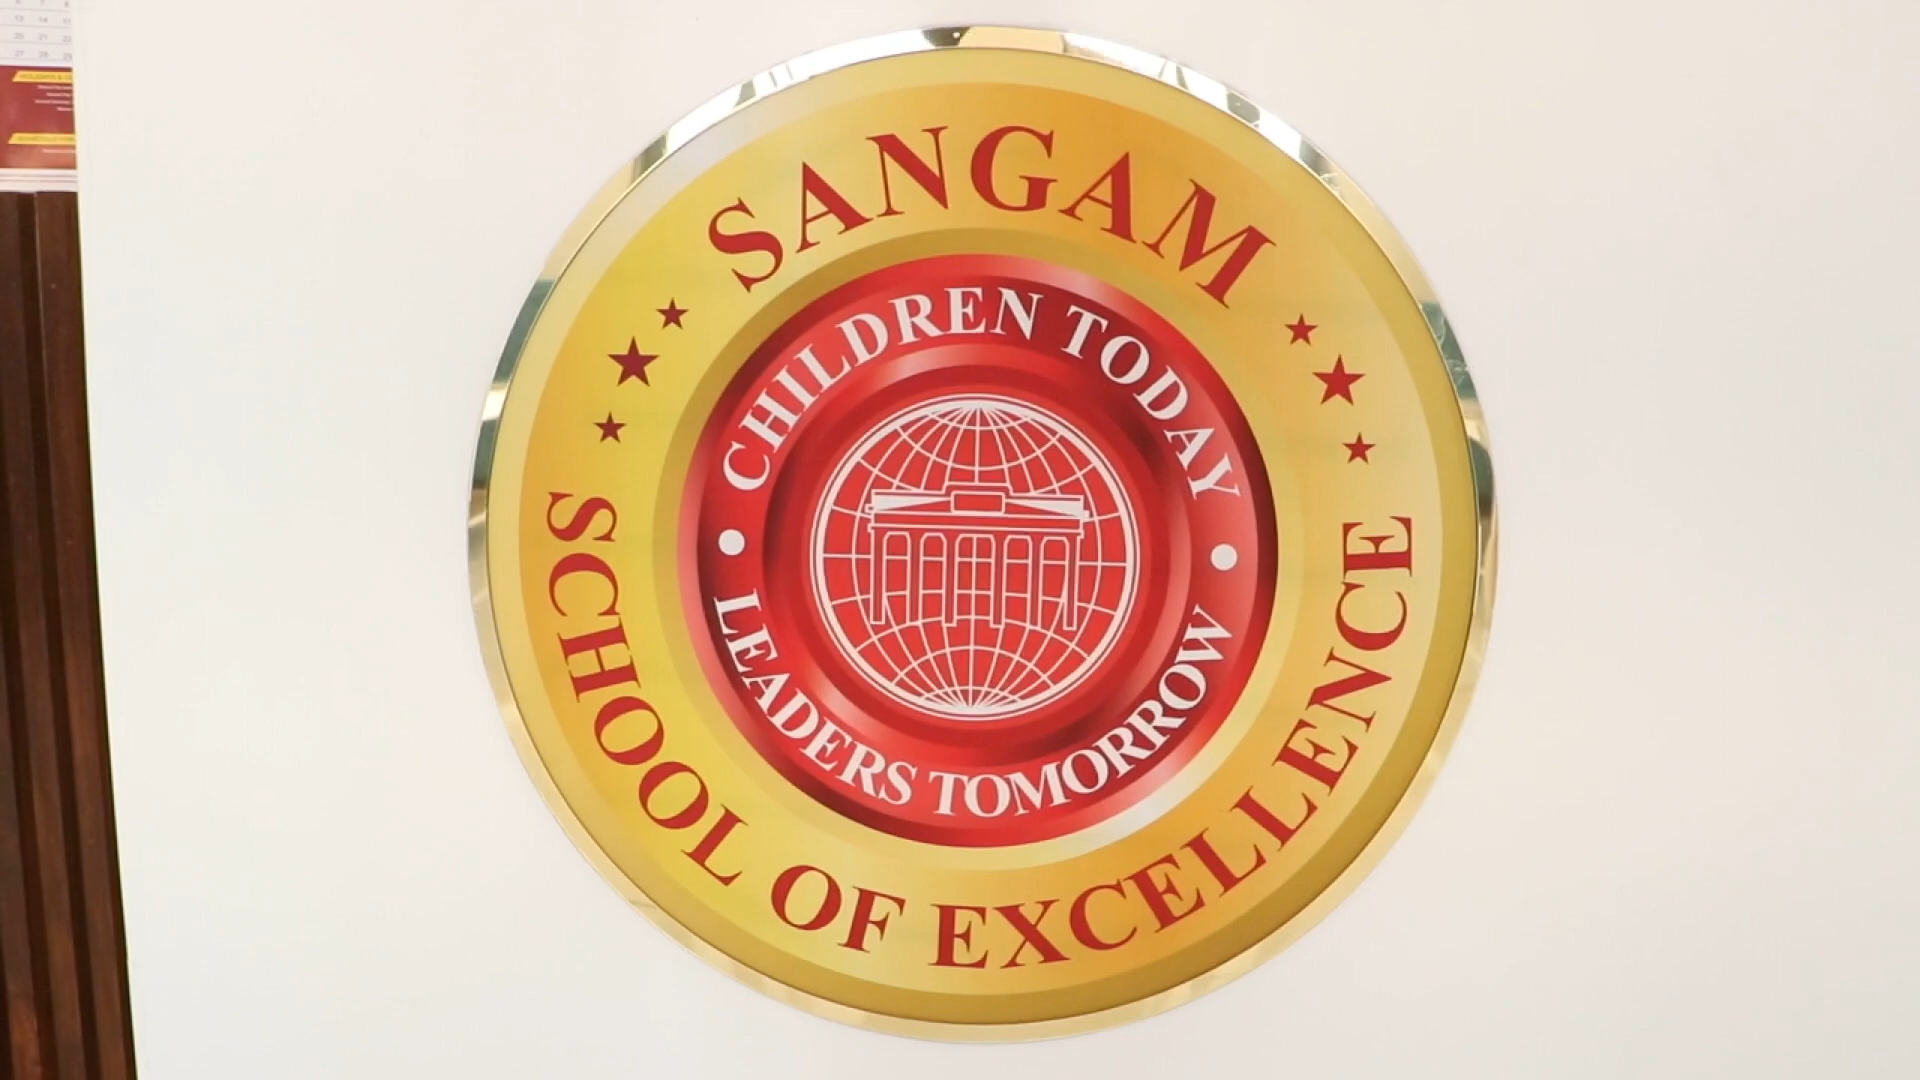 SANGAM
SCHOOL OF EXCELLENCE
CHILDREN TODAY
LEADERS TOMORROW